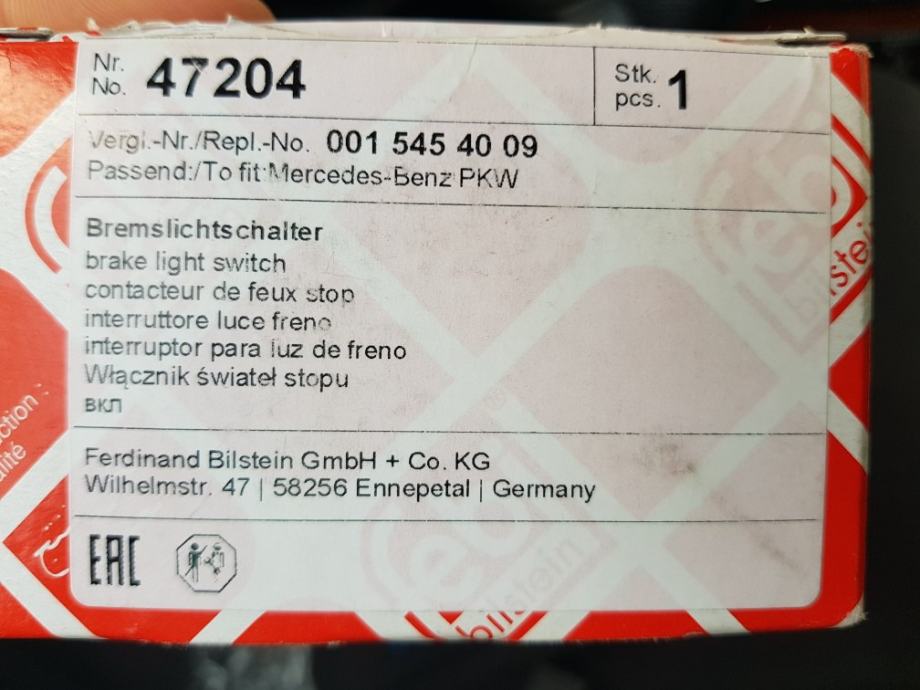 Nr. No. 47204
Stk. pcs. 1
Vergl.-Nr./Repl.-No. 001 545 40 09
Passend:/To fit:Mercedes-Benz PKW
Bremslichtschalter
brake light switch
contacteur de feux stop
interruttore luce freno
interruptor para luz de freno
Włącznik świateł stopu
вкл
Ferdinand Bilstein GmbH + Co. KG
Wilhelmstr. 47 | 58256 Ennepetal | Germany
EAC
febi
bilstein